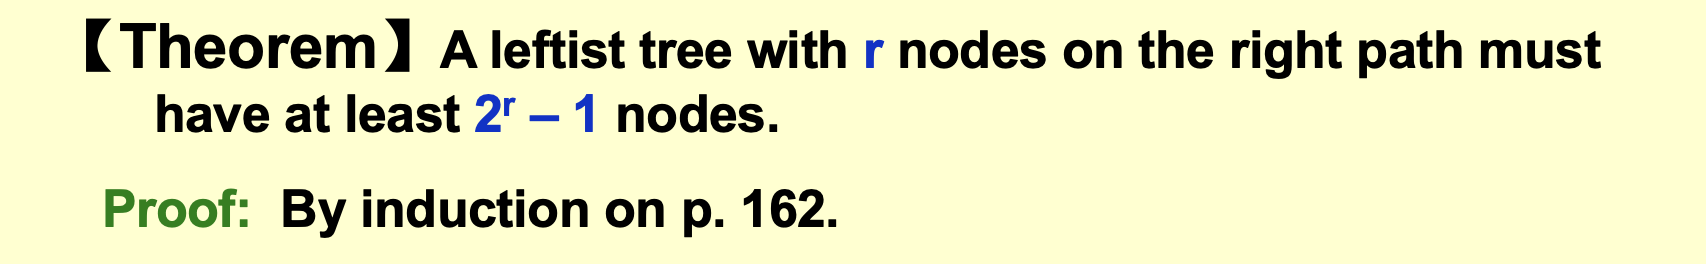 【Theorem】A leftist tree with r nodes on the right path must
have at least 2ʳ – 1 nodes.
Proof: By induction on p. 162.